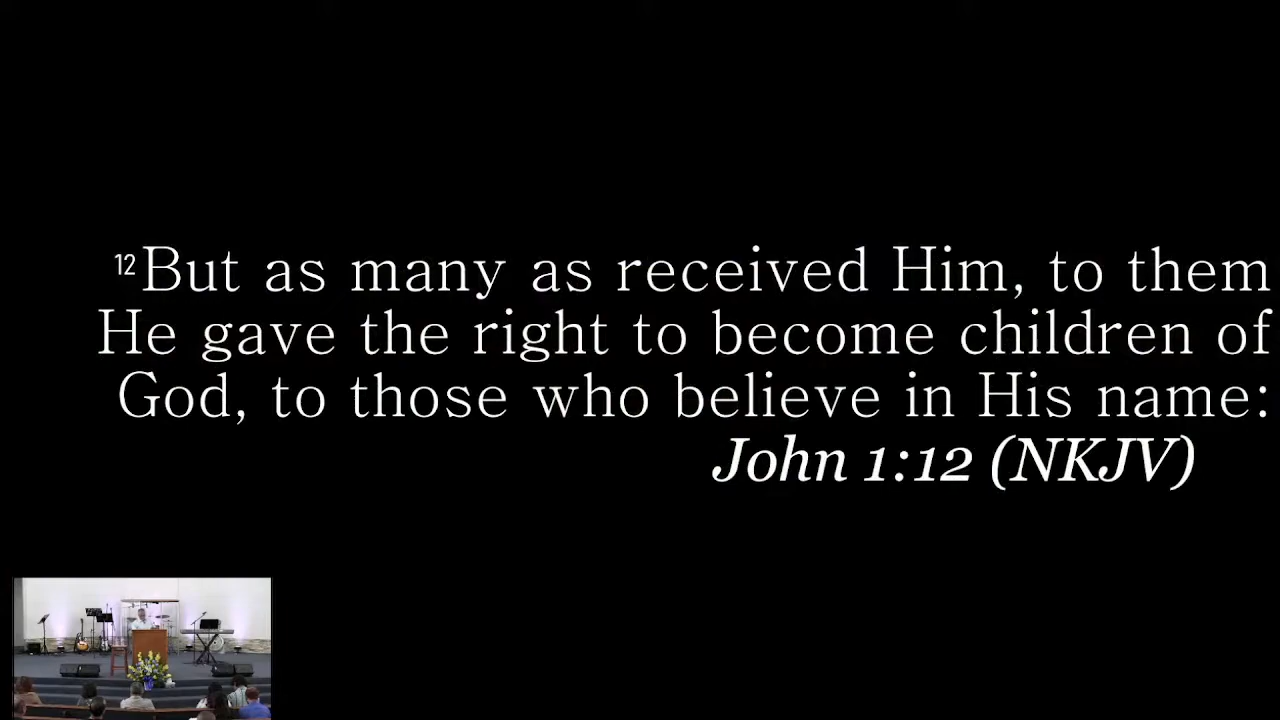 12But as many as received Him, to them
He gave the right to become children of
God, to those who believe in His name:
John 1:12 (NKJV)